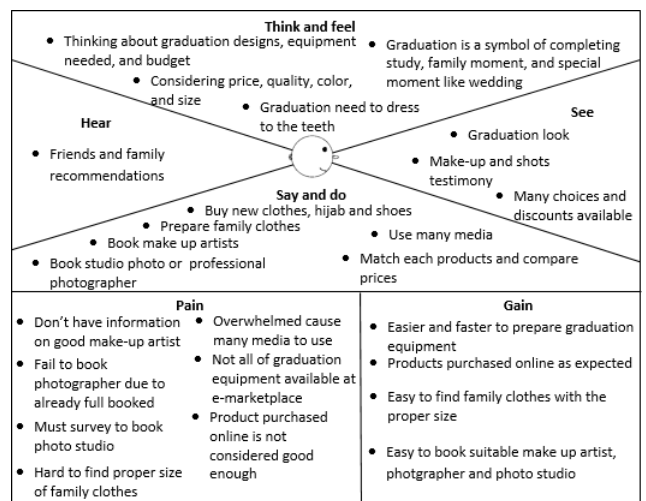 Think and feel
• Thinking about graduation designs, equipment
needed, and budget
• Considering price, quality, color,
and size
• Graduation need to dress
to the teeth
• Graduation is a symbol of completing
study, family moment, and special
moment like wedding
Hear
• Friends and family
recommendations
See
• Graduation look
• Make-up and shots
testimony
• Many choices and
discounts available
Say and do
• Buy new clothes, hijab and shoes
• Prepare family clothes
• Book make up artists
• Book studio photo or professional
photographer
• Use many media
• Match each products and compare
prices
Pain
• Don't have information
on good make-up artist
• Fail to book
photographer due to
already full booked
• Must survey to book
photo studio
• Hard to find proper size
of family clothes
• Overwhelmed cause
many media to use
• Not all of graduation
equipment available at
e-marketplace
• Product purchased
online is not
considered good
enough
Gain
• Easier and faster to prepare graduation
equipment
• Products purchased online as expected
• Easy to find family clothes with the
proper size
• Easy to book suitable make up artist,
photgrapher and photo studio